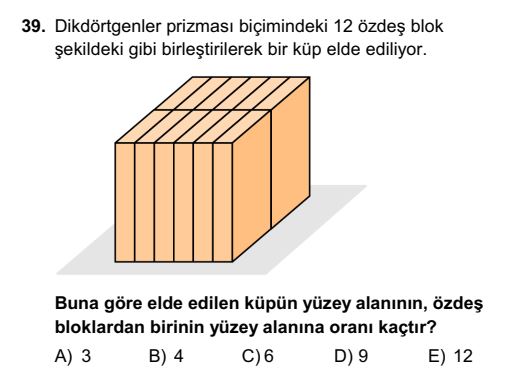 39. Dikdörtgenler prizması biçimindeki 12 özdeş blok
şekildeki gibi birleştirilerek bir küp elde ediliyor.
Buna göre elde edilen küpün yüzey alanının, özdeş
bloklardan birinin yüzey alanına oranı kaçtır?
A) 3 B) 4 C) 6 D) 9 E) 12